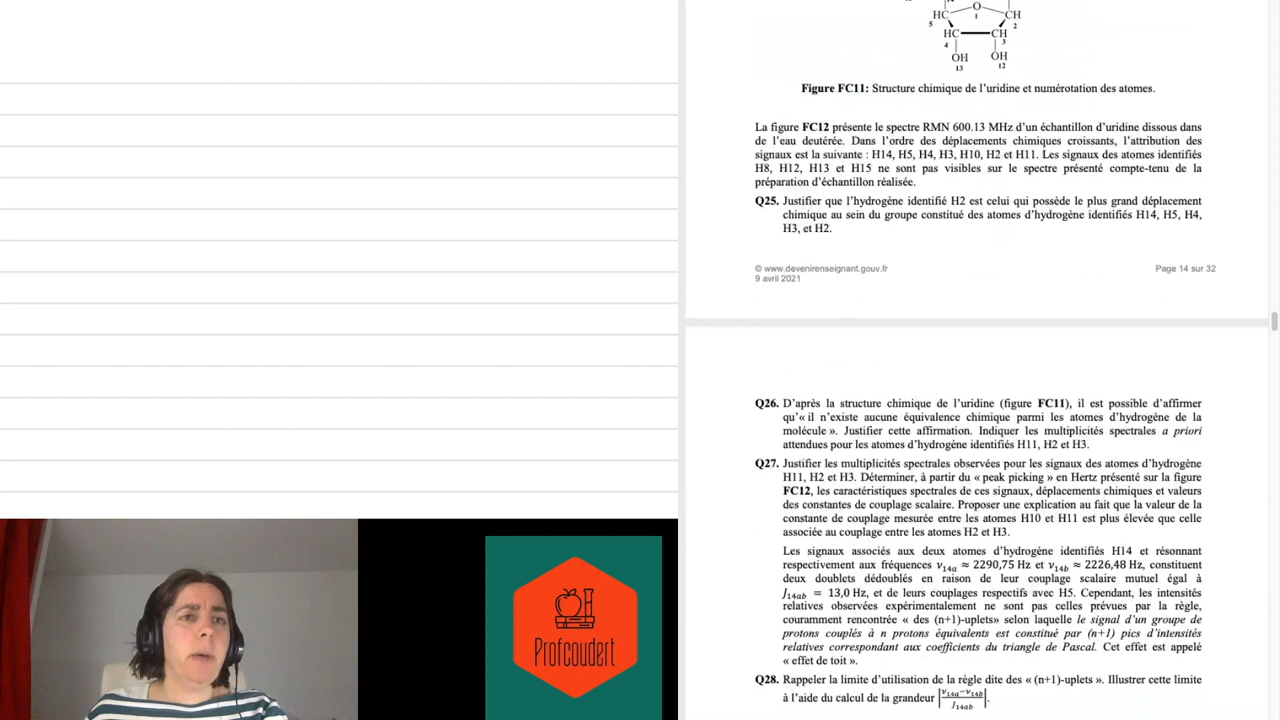 O
HC 1 CH
5 2
HC CH
4 3
OH OH
13 12
Figure FC11: Structure chimique de l'uridine et numérotation des atomes.
La figure FC12 présente le spectre RMN 600.13 MHz d'un échantillon d'uridine dissous dans
de l'eau deutérée. Dans l'ordre des déplacements chimiques croissants, l'attribution des
signaux est la suivante : H14, H5, H4, H3, H10, H2 et H11. Les signaux des atomes identifiés
H8, H12, H13 et H15 ne sont pas visibles sur le spectre présenté compte-tenu de la
préparation d'échantillon réalisée.
Q25. Justifier que l'hydrogène identifié H2 est celui qui possède le plus grand déplacement
chimique au sein du groupe constitué des atomes d'hydrogène identifiés H14, H5, H4,
H3, et H2.
© www.devenirenseignant.gouv.fr Page 14 sur 32
9 avril 2021
Q26. D'après la structure chimique de l'uridine (figure FC11), il est possible d'affirmer
qu'« il n'existe aucune équivalence chimique parmi les atomes d'hydrogène de la
molécule ». Justifier cette affirmation. Indiquer les multiplicités spectrales a priori
attendues pour les atomes d'hydrogène identifiés H11, H2 et H3.
Q27. Justifier les multiplicités spectrales observées pour les signaux des atomes d'hydrogène
H11, H2 et H3. Déterminer, à partir du « peak picking » en Hertz présenté sur la figure
FC12, les caractéristiques spectrales de ces signaux, déplacements chimiques et valeurs
des constantes de couplage scalaire. Proposer une explication au fait que la valeur de la
constante de couplage mesurée entre les atomes H10 et H11 est plus élevée que celle
associée au couplage entre les atomes H2 et H3.
Les signaux associés aux deux atomes d'hydrogène identifiés H14 et résonnant
respectivement aux fréquences ν14a ≈ 2290,75 Hz et ν14b ≈ 2226,48 Hz, constituent
deux doublets dédoublés en raison de leur couplage scalaire mutuel égal à
J14ab = 13,0 Hz, et de leurs couplages respectifs avec H5. Cependant, les intensités
relatives observées expérimentalement ne sont pas celles prévues par la règle,
couramment rencontrée « des (n+1)-uplets» selon laquelle le signal d'un groupe de
protons couplés à n protons équivalents est constitué par (n+1) pics d'intensités
relatives correspondant aux coefficients du triangle de Pascal. Cet effet est appelé
« effet de toit ».
Q28. Rappeler la limite d'utilisation de la règle dite des « (n+1)-uplets ». Illustrer cette limite
à l'aide du calcul de la grandeur |(ν14a−ν14b)/J14ab|.
Profcoudert